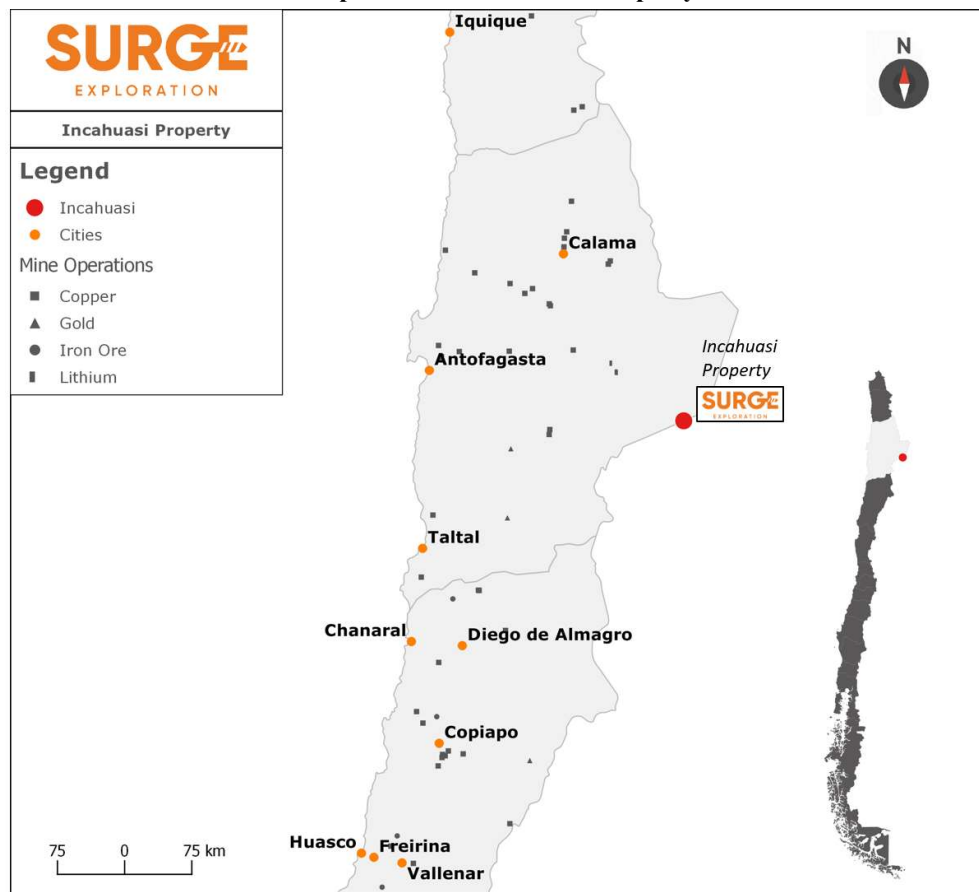 SURGE
EXPLORATION
Incahuasi Property
Legend
Incahuasi
Cities
Mine Operations
Copper
Gold
Iron Ore
Lithium
Iquique
N
Calama
Antofagasta
Incahuasi
Property
SURGE
EXPLORATION
Taltal
Chanaral
Diego de Almagro
Copiapo
Huasco
Freirina
Vallenar
75 0 75 km